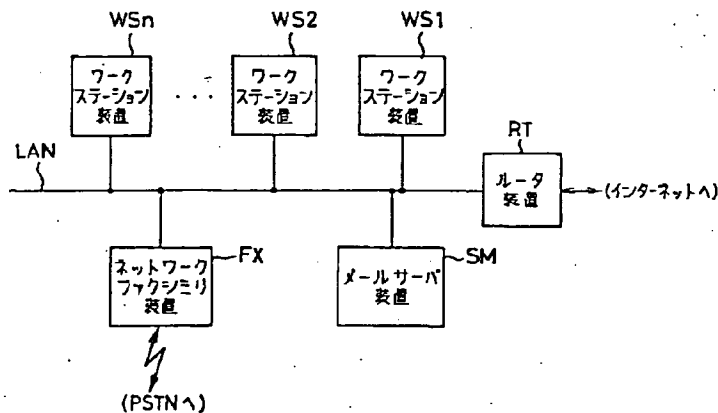 WSn
WS2
WS1
ワーク
ステーション
装置
...
ワーク
ステーション
装置
ワーク
ステーション
装置
LAN
RT
ルータ
装置
(インターネットへ)
ネットワーク
ファクシミリ
装置
FX
メールサーバ
装置
SM
(PSTNへ)